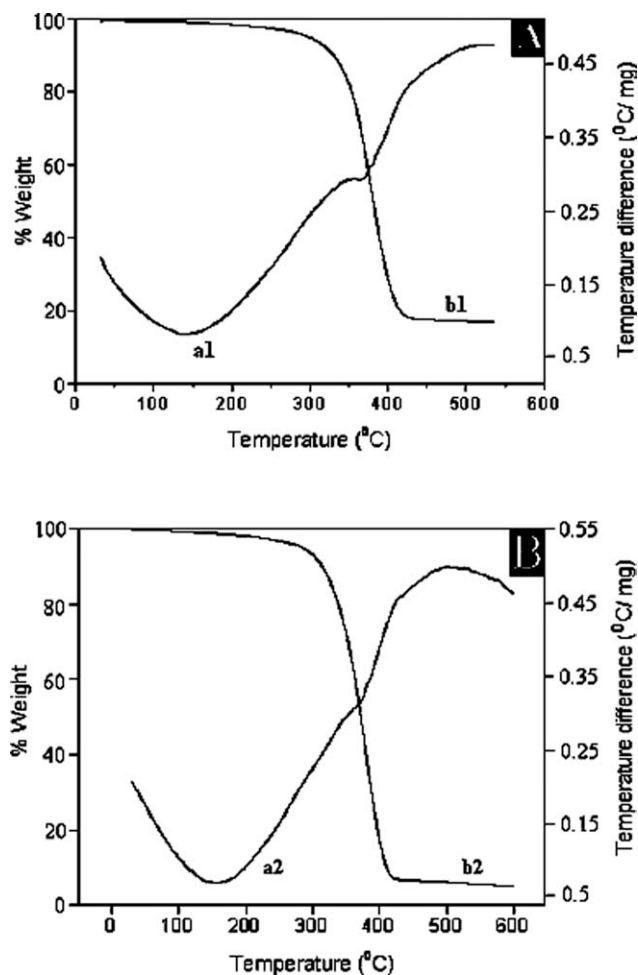 A
100
80
60
40
20
0
% Weight
0.45
0.35
0.25
0.15
0.5
Temperature difference (⁰C/ mg)
a1
b1
0 100 200 300 400 500 600
Temperature (⁰C)
B
100
80
60
40
20
0
% Weight
0.55
0.45
0.35
0.25
0.15
0.5
Temperature difference (⁰C/ mg)
a2
b2
0 100 200 300 400 500 600
Temperature (⁰C)